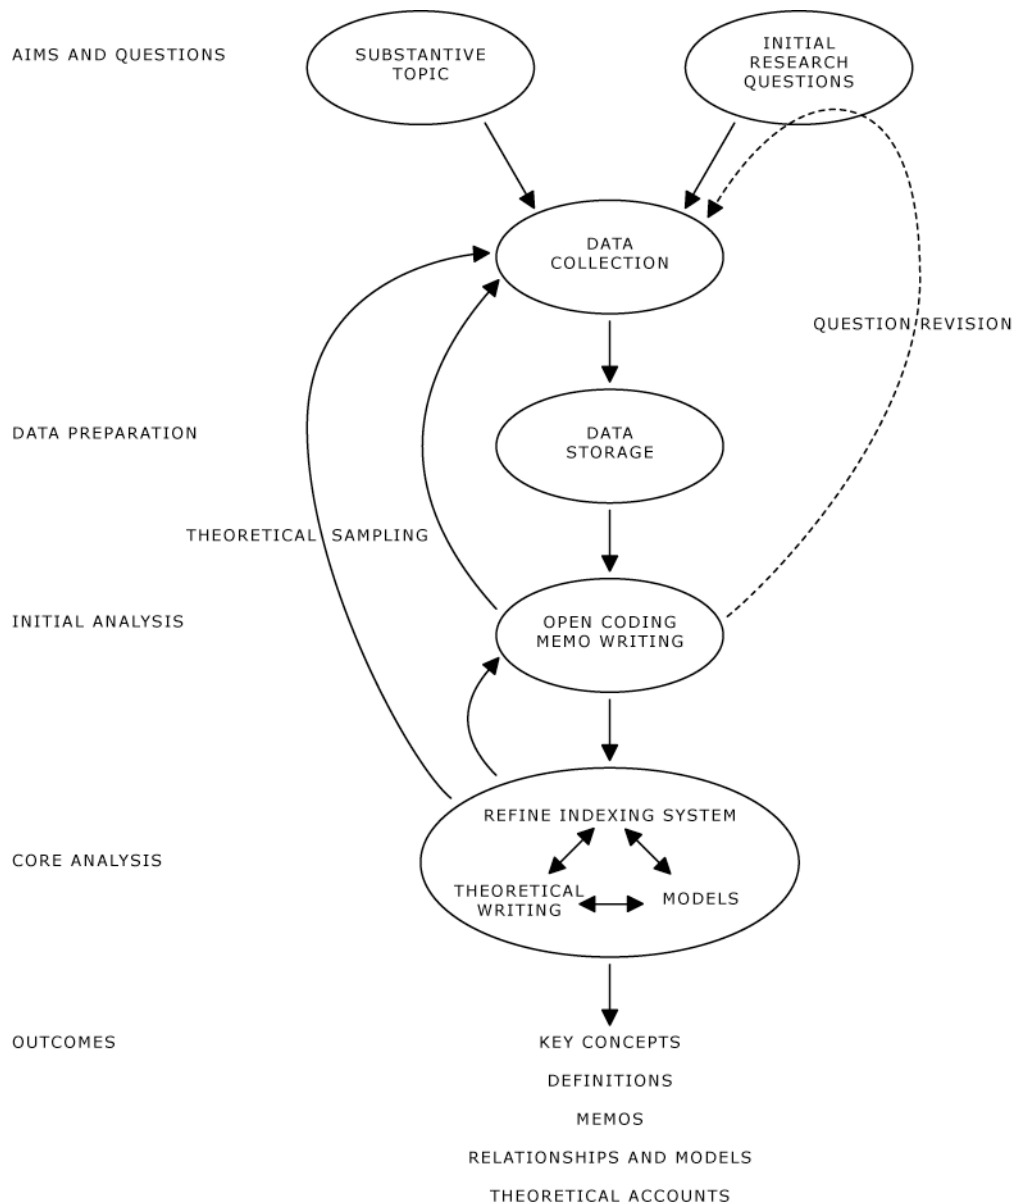 AIMS AND QUESTIONS
SUBSTANTIVE
TOPIC
INITIAL
RESEARCH
QUESTIONS
DATA
COLLECTION
QUESTION REVISION
DATA PREPARATION
DATA
STORAGE
THEORETICAL SAMPLING
INITIAL ANALYSIS
OPEN CODING
MEMO WRITING
REFINE INDEXING SYSTEM
CORE ANALYSIS
THEORETICAL
WRITING
MODELS
OUTCOMES
KEY CONCEPTS
DEFINITIONS
MEMOS
RELATIONSHIPS AND MODELS
THEORETICAL ACCOUNTS